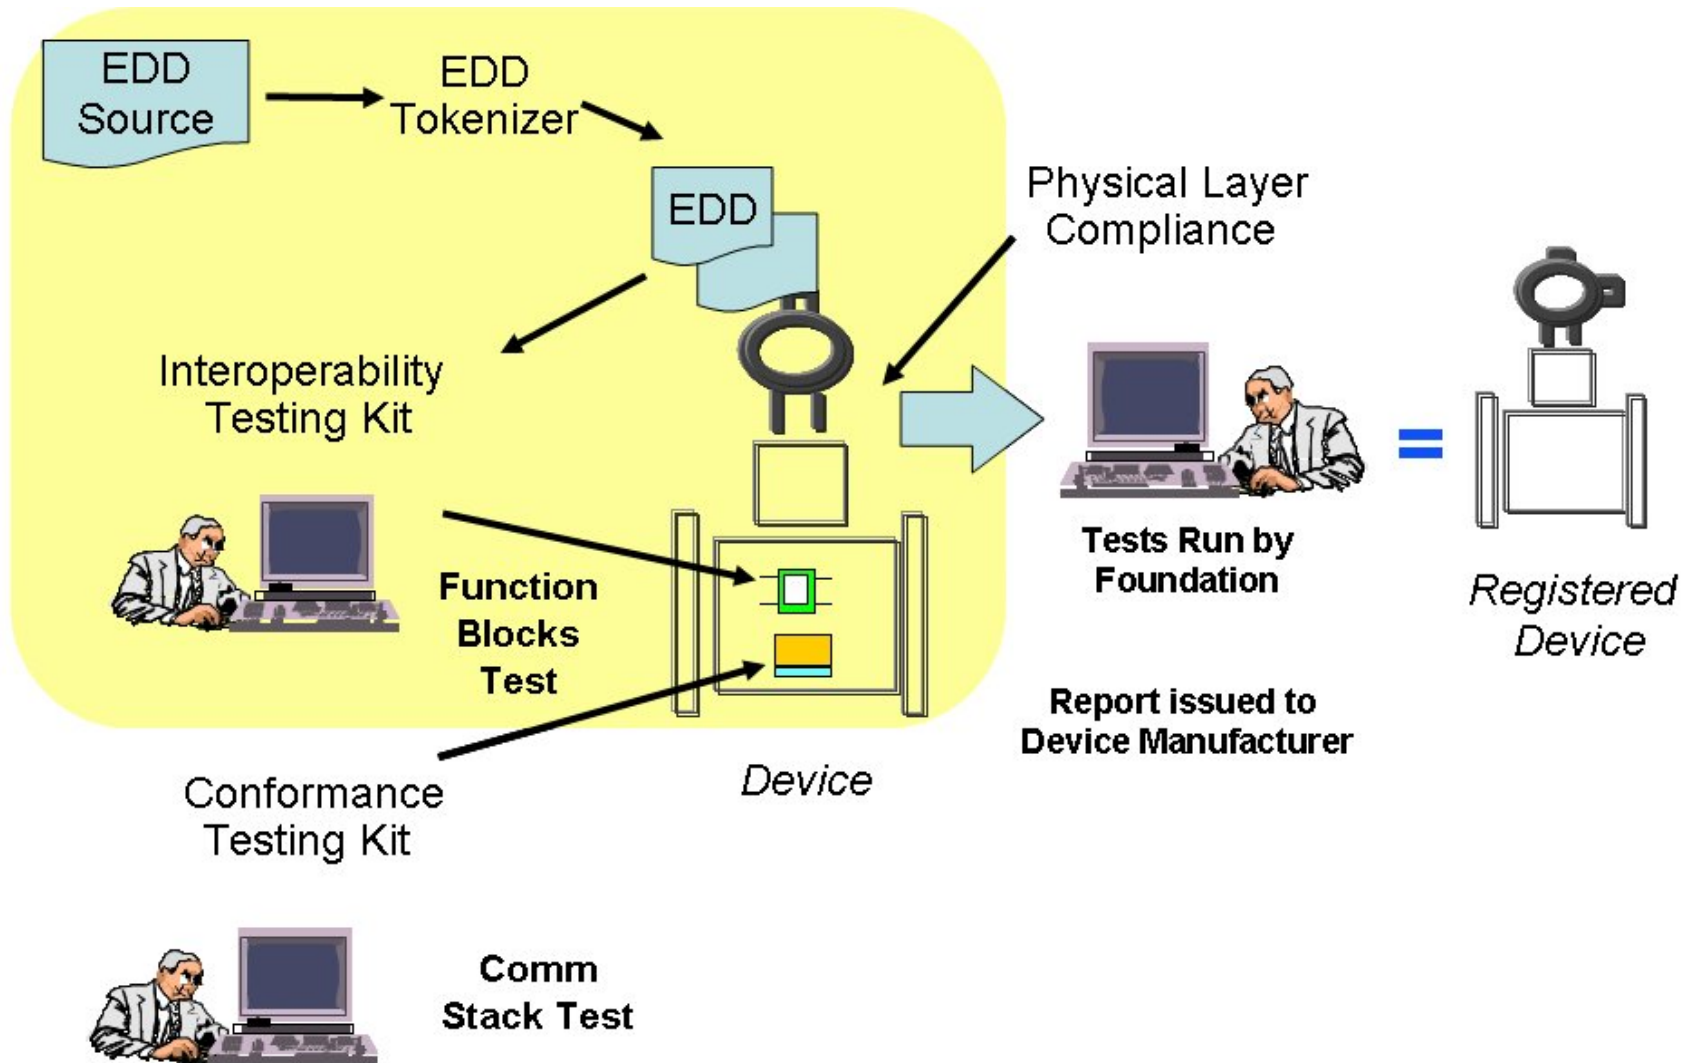 EDD
Source
EDD
Tokenizer
EDD
Physical Layer
Compliance
Interoperability
Testing Kit
Function
Blocks
Test
Tests Run by
Foundation
Registered
Device
Report issued to
Device Manufacturer
Device
Conformance
Testing Kit
Comm
Stack Test